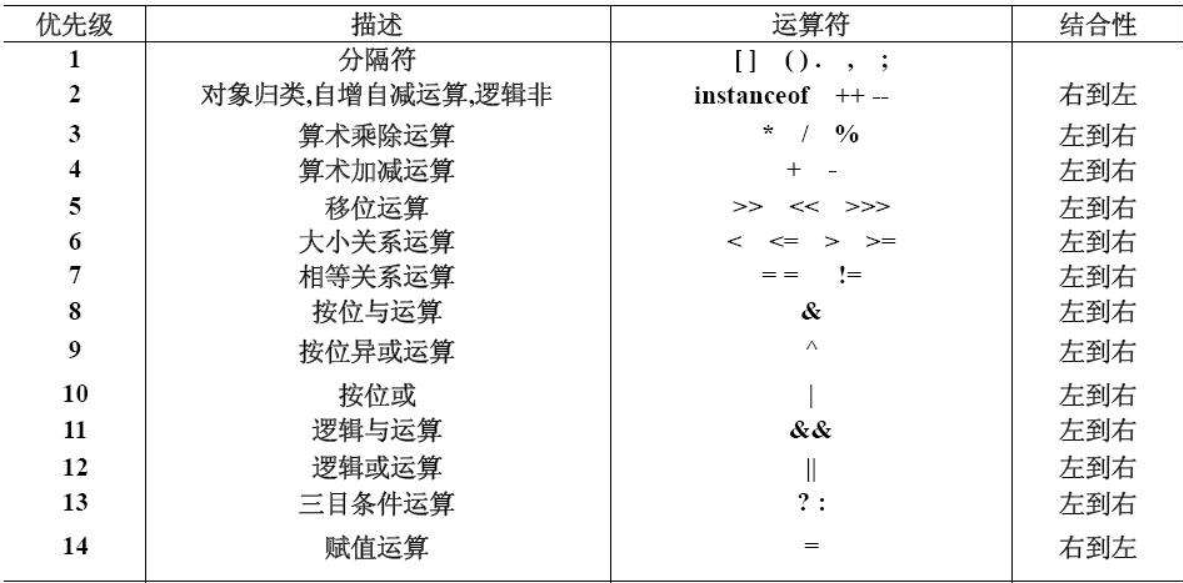 优先级 描述 运算符 结合性
1 分隔符 [] () . , ;
2 对象归类,自增自减运算,逻辑非 instanceof ++ -- 右到左
3 算术乘除运算 * / % 左到右
4 算术加减运算 + - 左到右
5 移位运算 >> << >>> 左到右
6 大小关系运算 < <= > >= 左到右
7 相等关系运算 == != 左到右
8 按位与运算 & 左到右
9 按位异或运算 ^ 左到右
10 按位或 | 左到右
11 逻辑与运算 && 左到右
12 逻辑或运算 || 左到右
13 三目条件运算 ? : 左到右
14 赋值运算 = 右到左